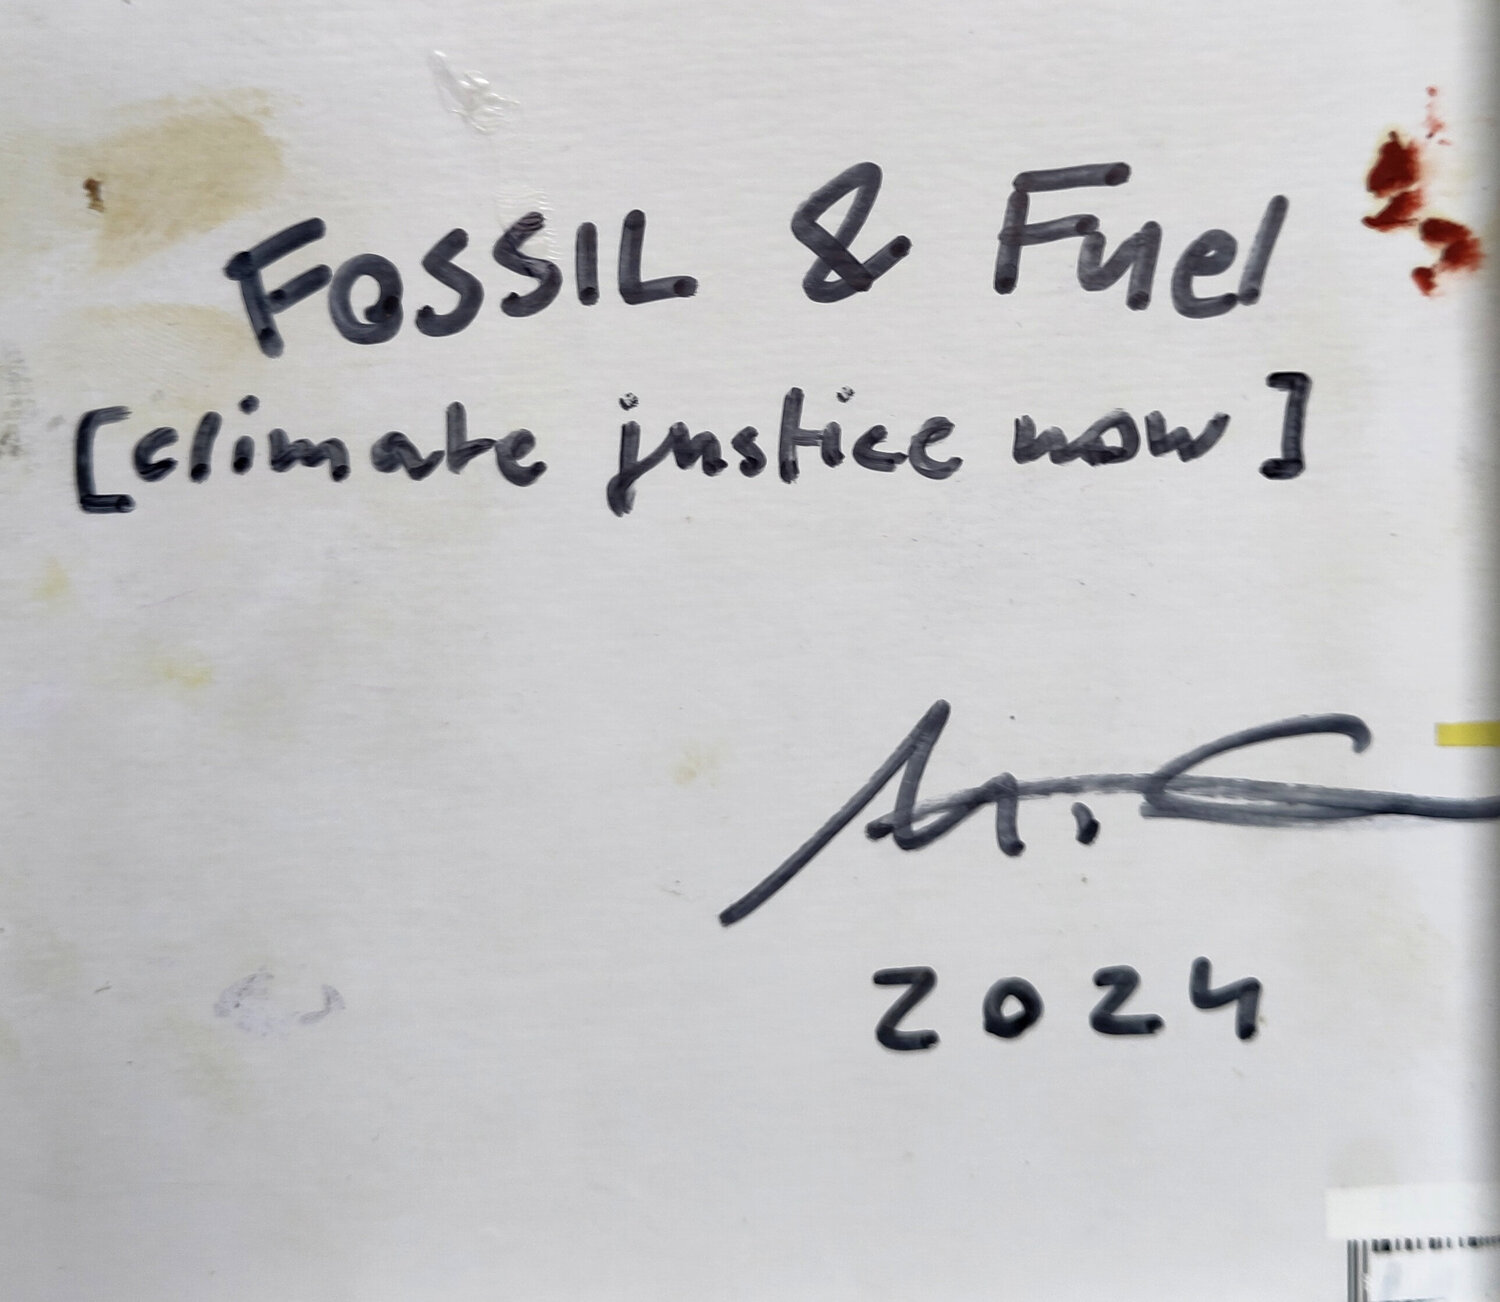 FOSSIL & Fuel
[climate justice now]
2024